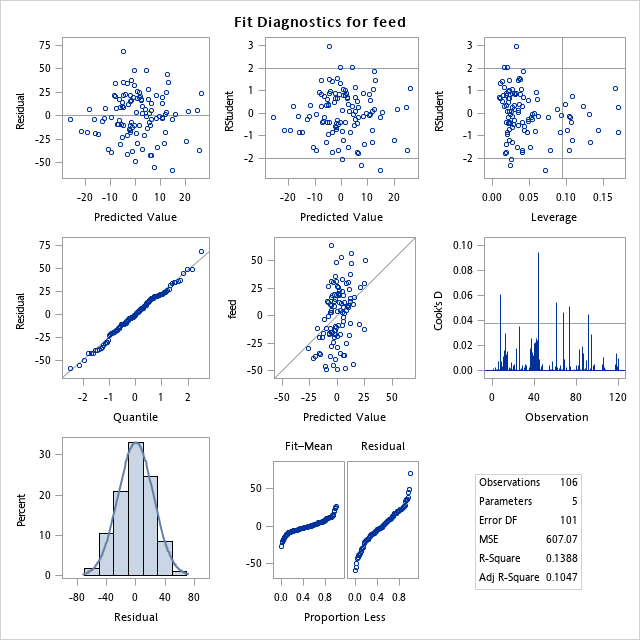 Fit Diagnostics for feed
75
50
25
0
-25
-50
Residual
-20 -10 0 10 20
Predicted Value
3
2
1
0
-1
-2
RStudent
-20 -10 0 10 20
Predicted Value
3
2
1
0
-1
-2
RStudent
0.00 0.05 0.10 0.15
Leverage
75
50
25
0
-25
-50
Residual
-2 -1 0 1 2
Quantile
50
25
0
-25
-50
feed
-50 -25 0 25 50
Predicted Value
0.10
0.08
0.06
0.04
0.02
0.00
Cook's D
0 40 80 120
Observation
30
20
10
0
Percent
-80 -40 0 40 80
Residual
Fit–Mean Residual
50
0
-50
0.0 0.4 0.8 0.0 0.4 0.8
Proportion Less
Observations 106
Parameters 5
Error DF 101
MSE 607.07
R-Square 0.1388
Adj R-Square 0.1047